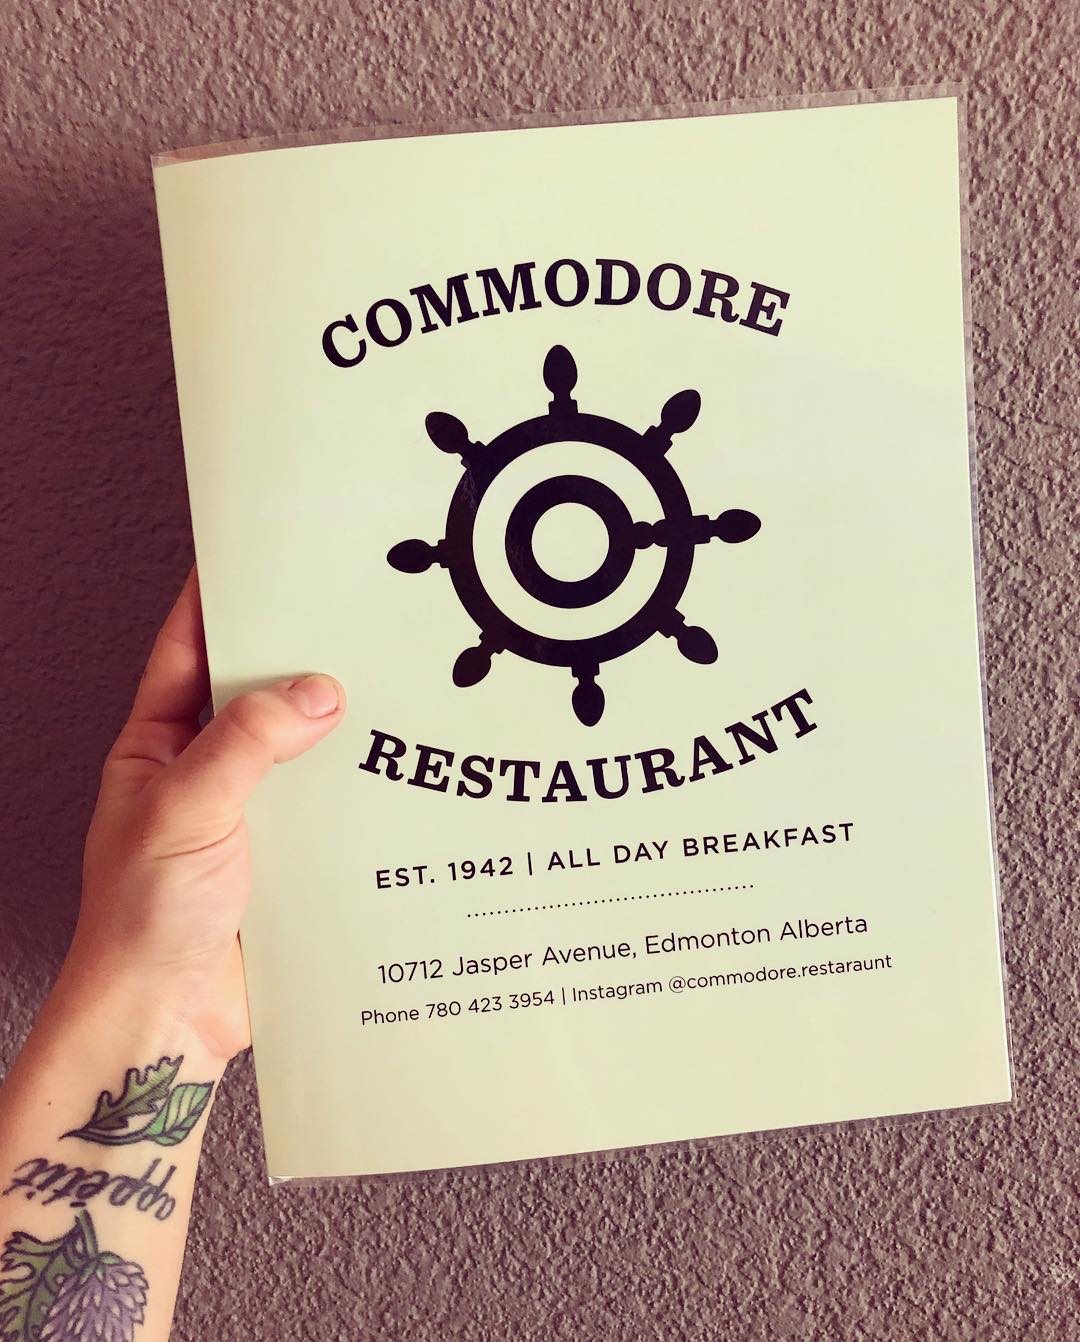 COMMODORE
RESTAURANT
EST. 1942 | ALL DAY BREAKFAST
10712 Jasper Avenue, Edmonton Alberta
Phone 780 423 3954 | Instagram @commodore.restaraunt
appétit